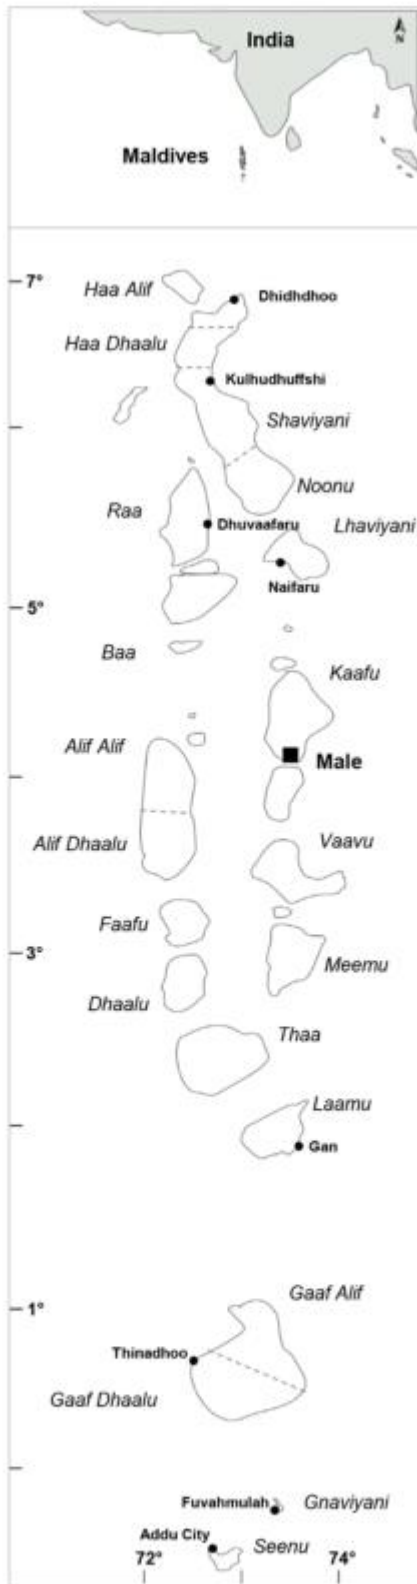 India
N
Maldives
7°
Haa Alif
Dhidhdhoo
Haa Dhaalu
Kulhudhuffshi
Shaviyani
Noonu
Raa
Dhuvaafaru
Lhaviyani
Naifaru
5°
Baa
Kaafu
Alif Alif
Male
Alif Dhaalu
Vaavu
Faafu
3°
Meemu
Dhaalu
Thaa
Laamu
Gan
Gaaf Alif
1°
Thinadhoo
Gaaf Dhaalu
Fuvahmulah
Gnaviyani
Addu City
Seenu
72°
74°